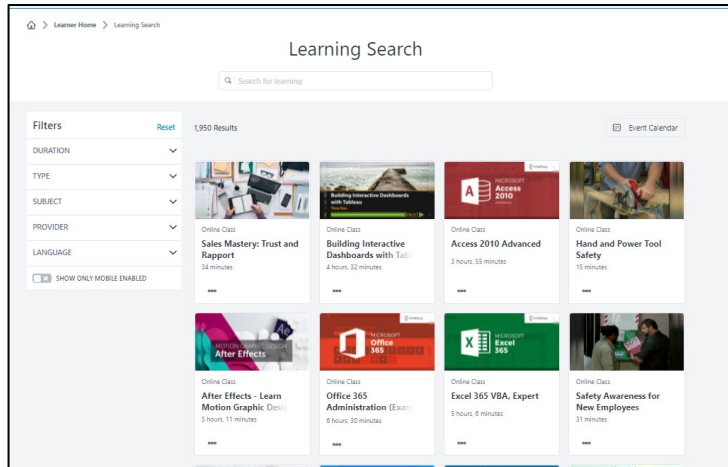 Learner Home
Learning Search
Learning Search
Search for learning
Filters
Reset
1,950 Results
Event Calendar
DURATION
TYPE
SUBJECT
PROVIDER
LANGUAGE
SHOW ONLY MOBILE ENABLED
Online Class
Sales Mastery: Trust and
Rapport
34 minutes
Building Interactive Dashboards
with Tableau
Online Class
Building Interactive
Dashboards with Tabl
4 hours, 32 minutes
A
MICROSOFT
Access
2010
Online Class
Access 2010 Advanced
3 hours, 55 minutes
Online Class
Hand and Power Tool
Safety
15 minutes
Ae
MOTION GRAPHIC DESIGN
After Effects
Online Class
After Effects - Learn
Motion Graphic Desig
5 hours, 11 minutes
MICROSOFT
Office
365
Online Class
Office 365
Administration (Exam
6 hours, 30 minutes
X
MICROSOFT
Excel
365
Online Class
Excel 365 VBA, Expert
5 hours, 6 minutes
Online Class
Safety Awareness for
New Employees
31 minutes